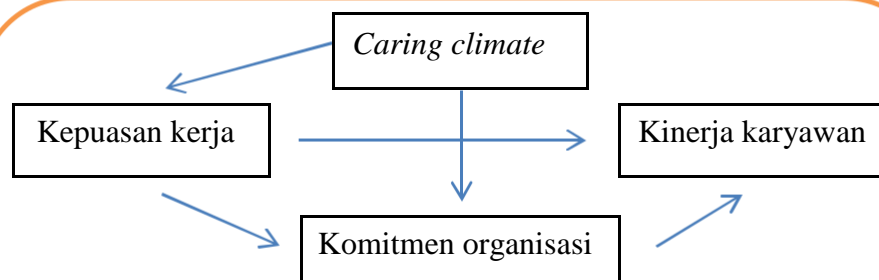 Caring climate
Kepuasan kerja
Kinerja karyawan
Komitmen organisasi